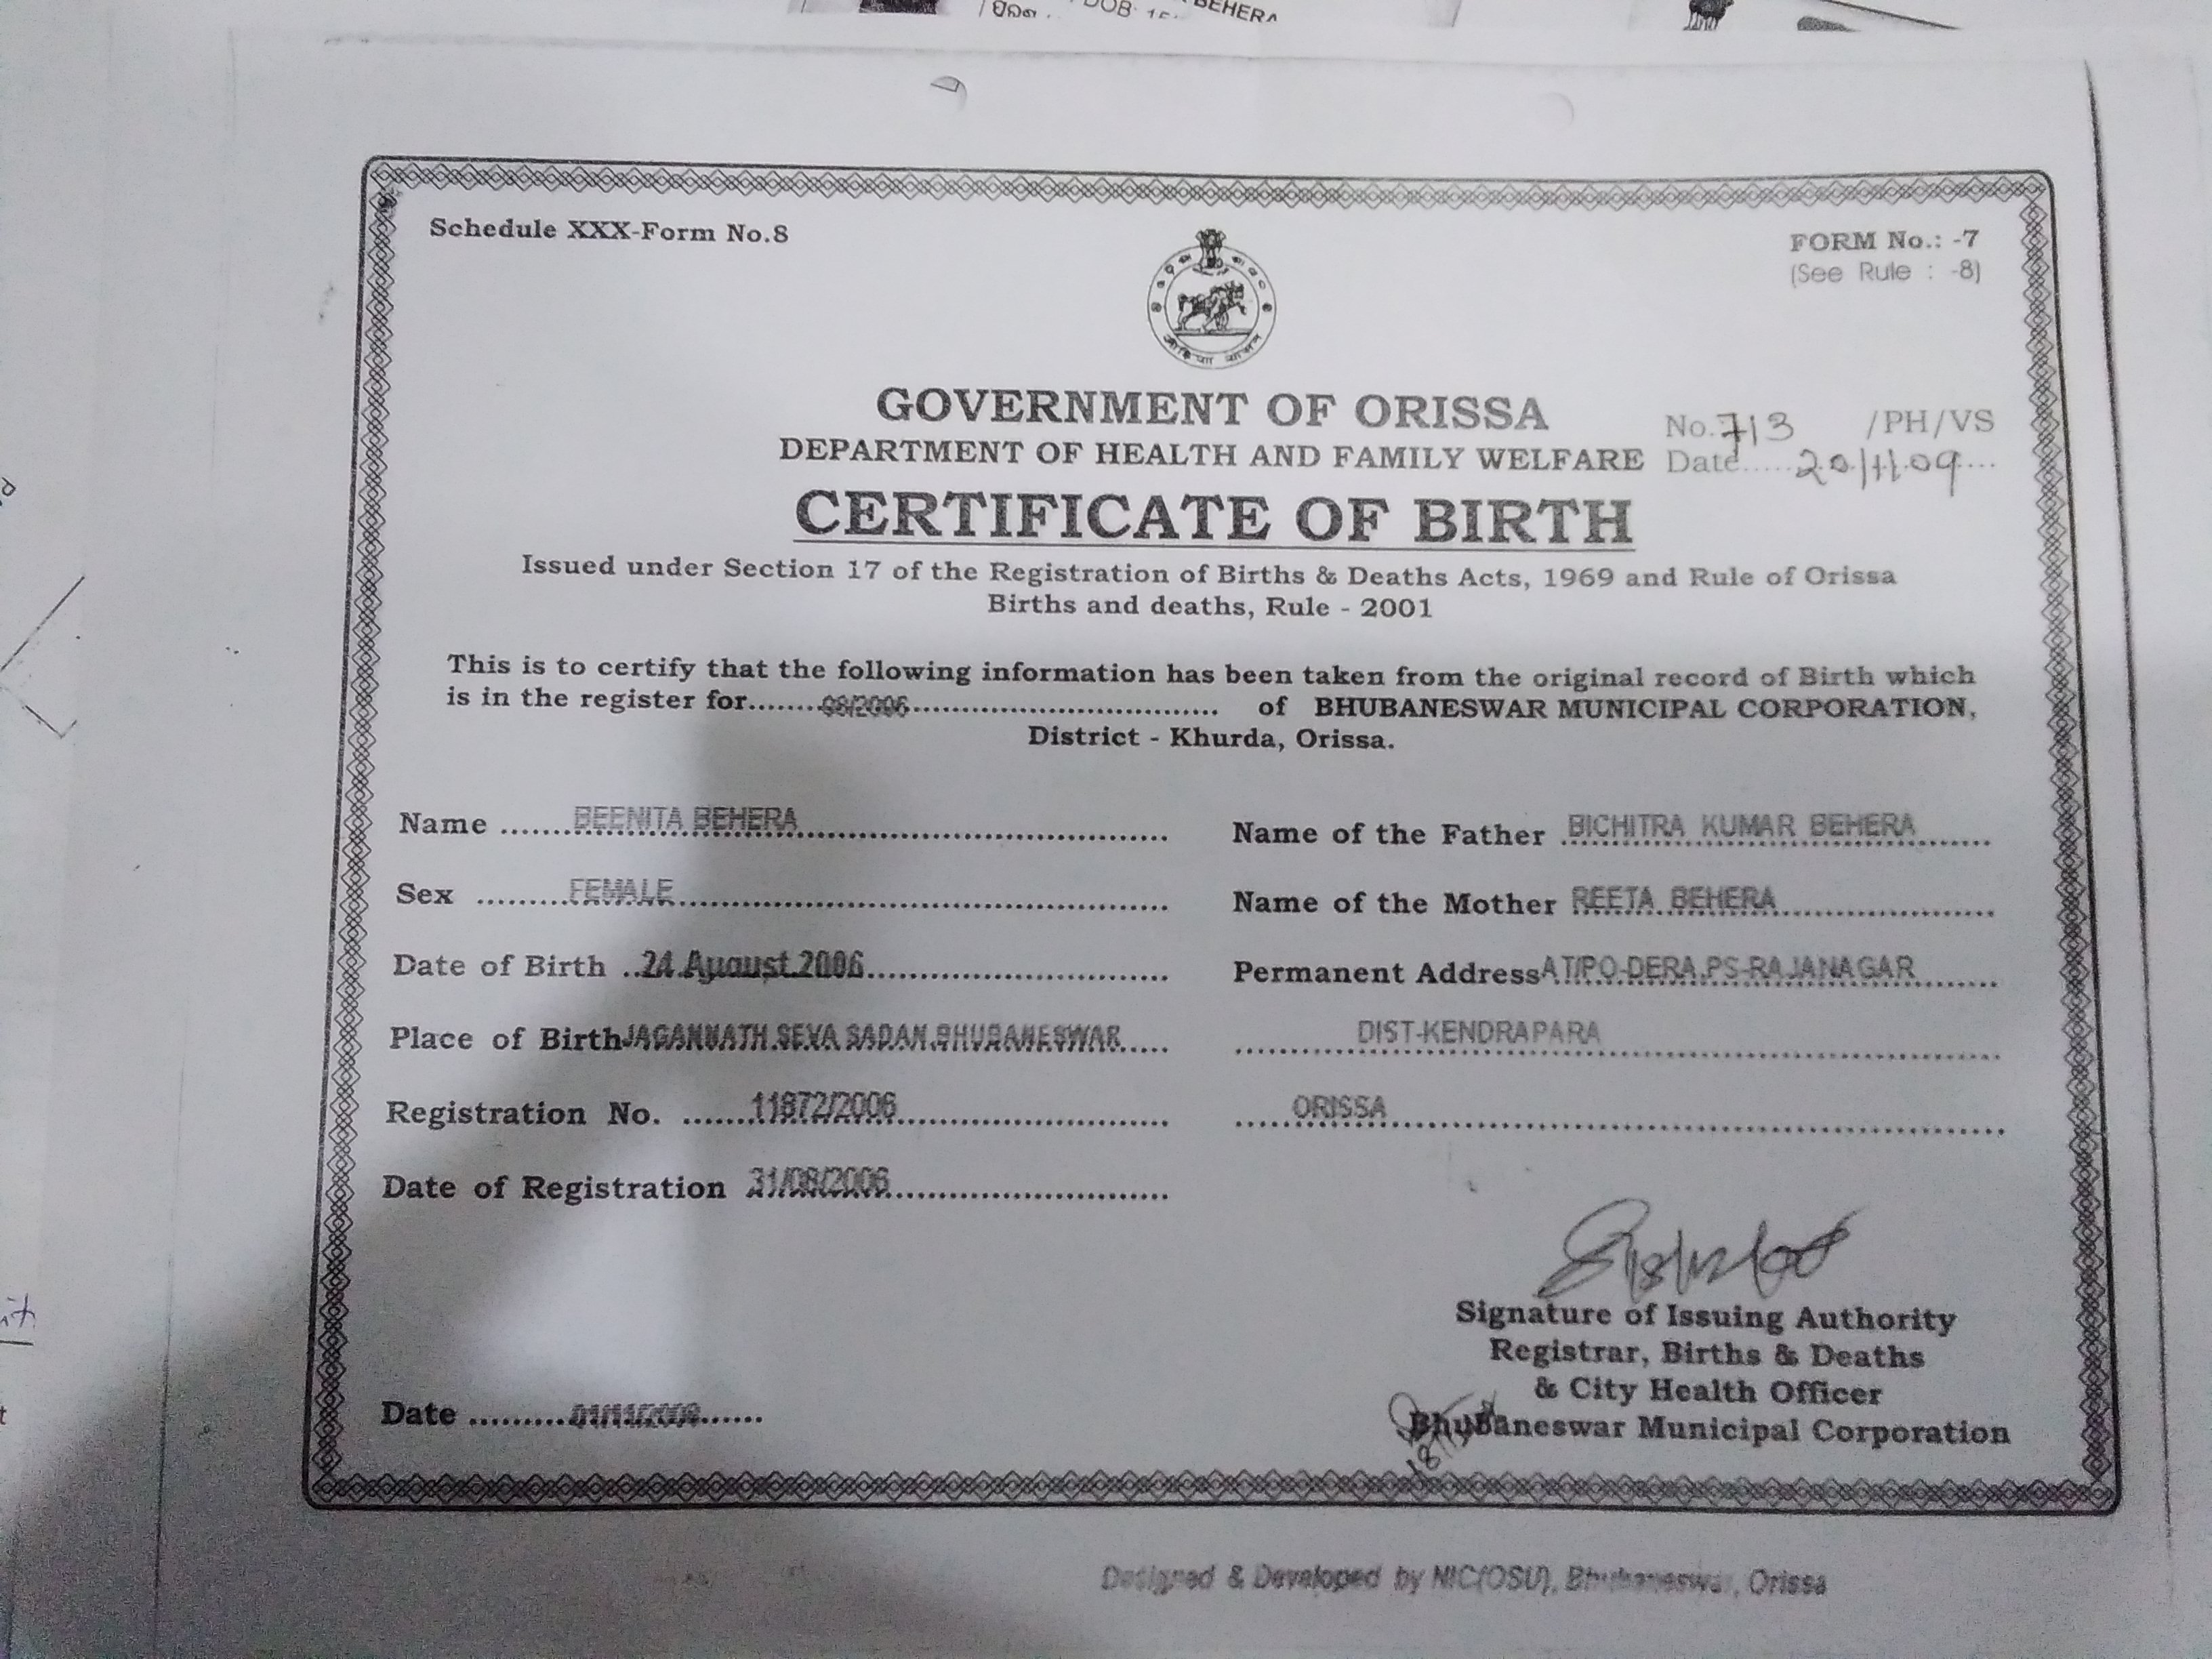 DOB: 15
BEHERA
Schedule XXX-Form No.8
FORM No.: -7
(See Rule : -8)
GOVERNMENT OF ORISSA
No. 713 /PH/VS
DEPARTMENT OF HEALTH AND FAMILY WELFARE
Date.....20/11/09...
CERTIFICATE OF BIRTH
Issued under Section 17 of the Registration of Births & Deaths Acts, 1969 and Rule of Orissa
Births and deaths, Rule - 2001
This is to certify that the following information has been taken from the original record of Birth which
is in the register for........08/2006.................................. of BHUBANESWAR MUNICIPAL CORPORATION,
District - Khurda, Orissa.
Name .......BEENITA BEHERA........................................
Name of the Father BICHITRA KUMAR BEHERA
Sex .........FEMALE........................................
Name of the Mother REETA BEHERA
Date of Birth ..24 August 2006........................................
Permanent Address AT/PO-DERA,PS-RAJANAGAR
Place of Birth JAGANNATH SEVA SADAN,BHUBANESWAR.....
DIST-KENDRAPARA
Registration No. .......11872/2006..............................
ORISSA
Date of Registration 31/08/2006..............................
Signature of Issuing Authority
Registrar, Births & Deaths
& City Health Officer
Date
Bhubaneswar Municipal Corporation
Designed & Developed by NIC(OSU), Bhubaneswar, Orissa